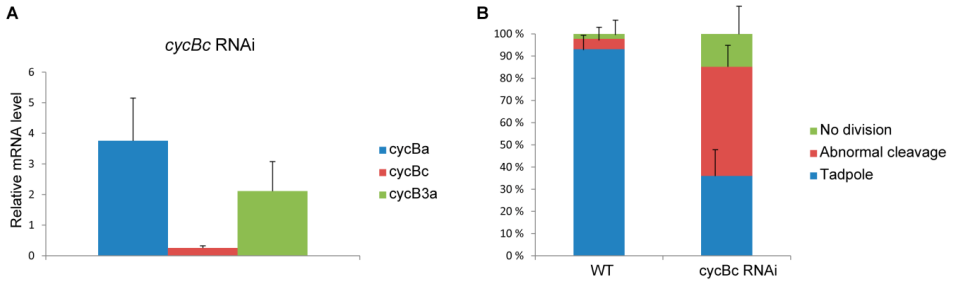 A
cycBc RNAi
Relative mRNA level
6
5
4
3
2
1
0
cycBa
cycBc
cycB3a
B
100 %
90 %
80 %
70 %
60 %
50 %
40 %
30 %
20 %
10 %
0 %
WT
cycBc RNAi
No division
Abnormal cleavage
Tadpole